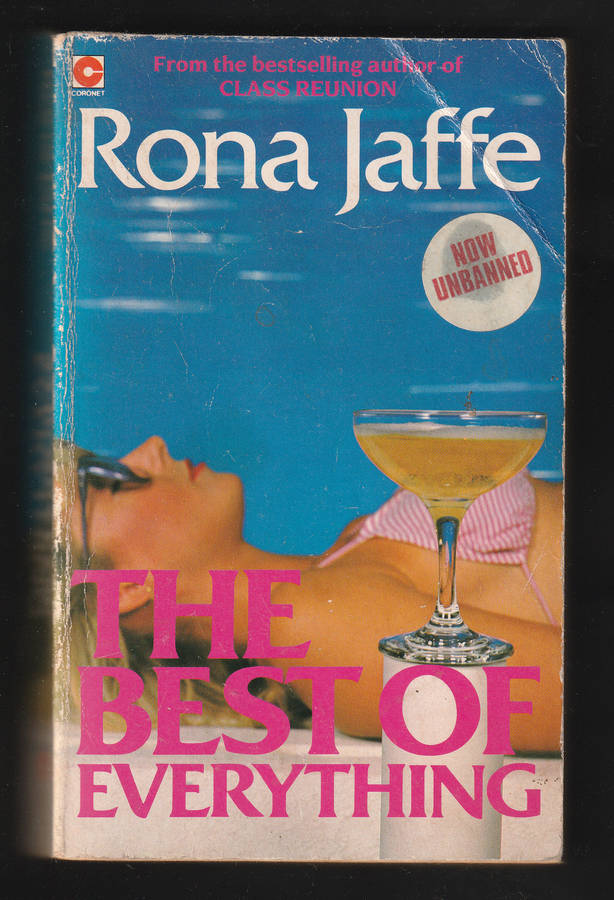 CORONET
From the bestselling author of
CLASS REUNION
Rona Jaffe
NOW
UNBANNED
THE
BEST OF
EVERYTHING